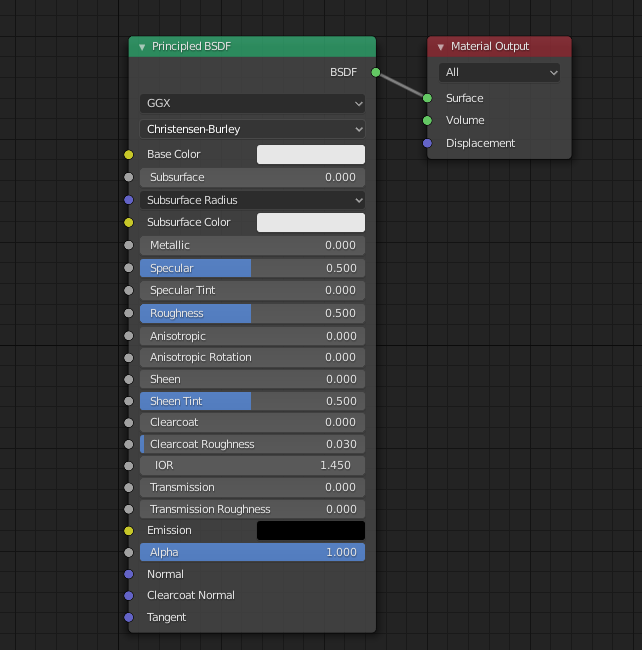 Principled BSDF
BSDF
GGX
Christensen-Burley
Base Color
Subsurface 0.000
Subsurface Radius
Subsurface Color
Metallic 0.000
Specular 0.500
Specular Tint 0.000
Roughness 0.500
Anisotropic 0.000
Anisotropic Rotation 0.000
Sheen 0.000
Sheen Tint 0.500
Clearcoat 0.000
Clearcoat Roughness 0.030
IOR 1.450
Transmission 0.000
Transmission Roughness 0.000
Emission
Alpha 1.000
Normal
Clearcoat Normal
Tangent
Material Output
All
Surface
Volume
Displacement